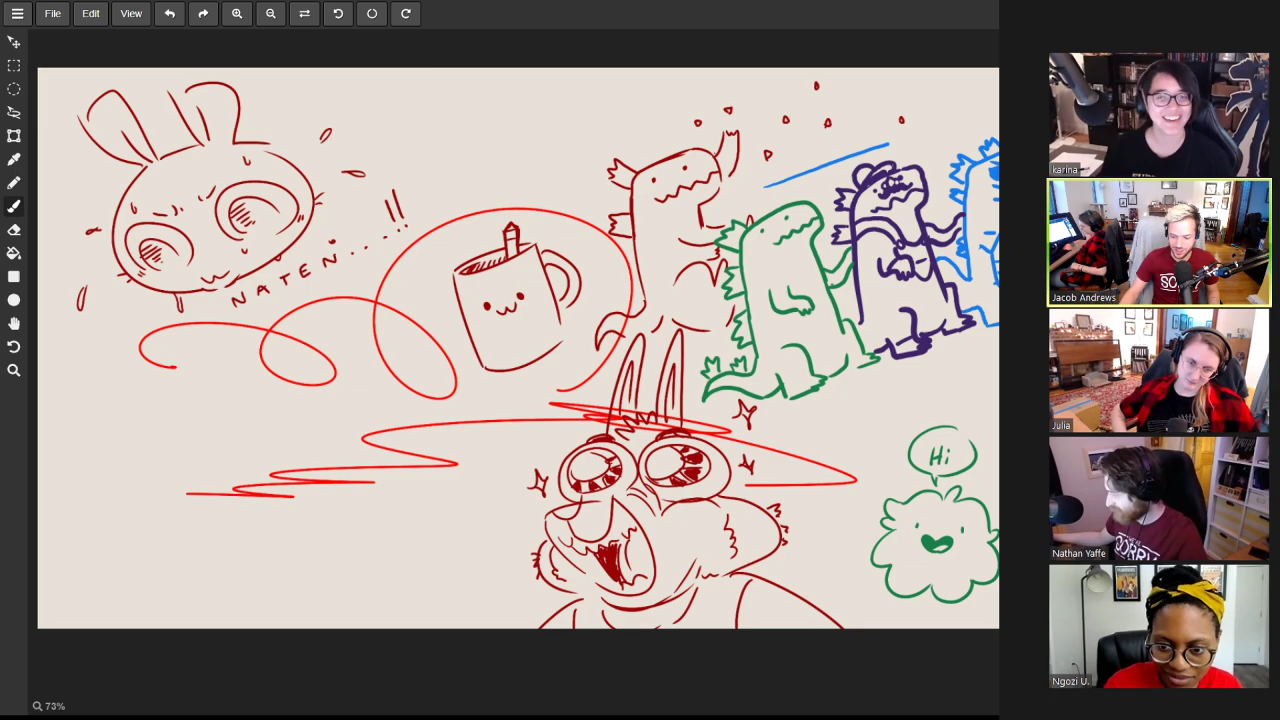 File Edit View
NATEN...!!
Hi
karina
Jacob Andrews
Julia
Nathan Yaffe
Ngozi U.
73%